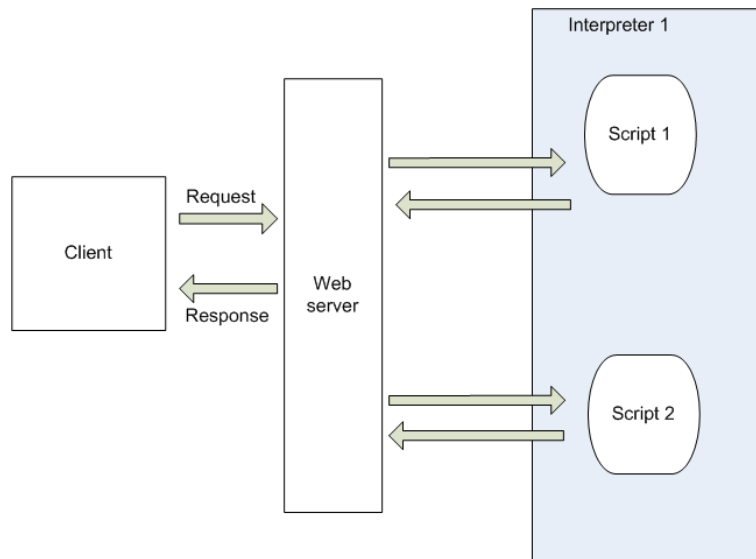 Interpreter 1
Script 1
Request
Client
Web
server
Response
Script 2